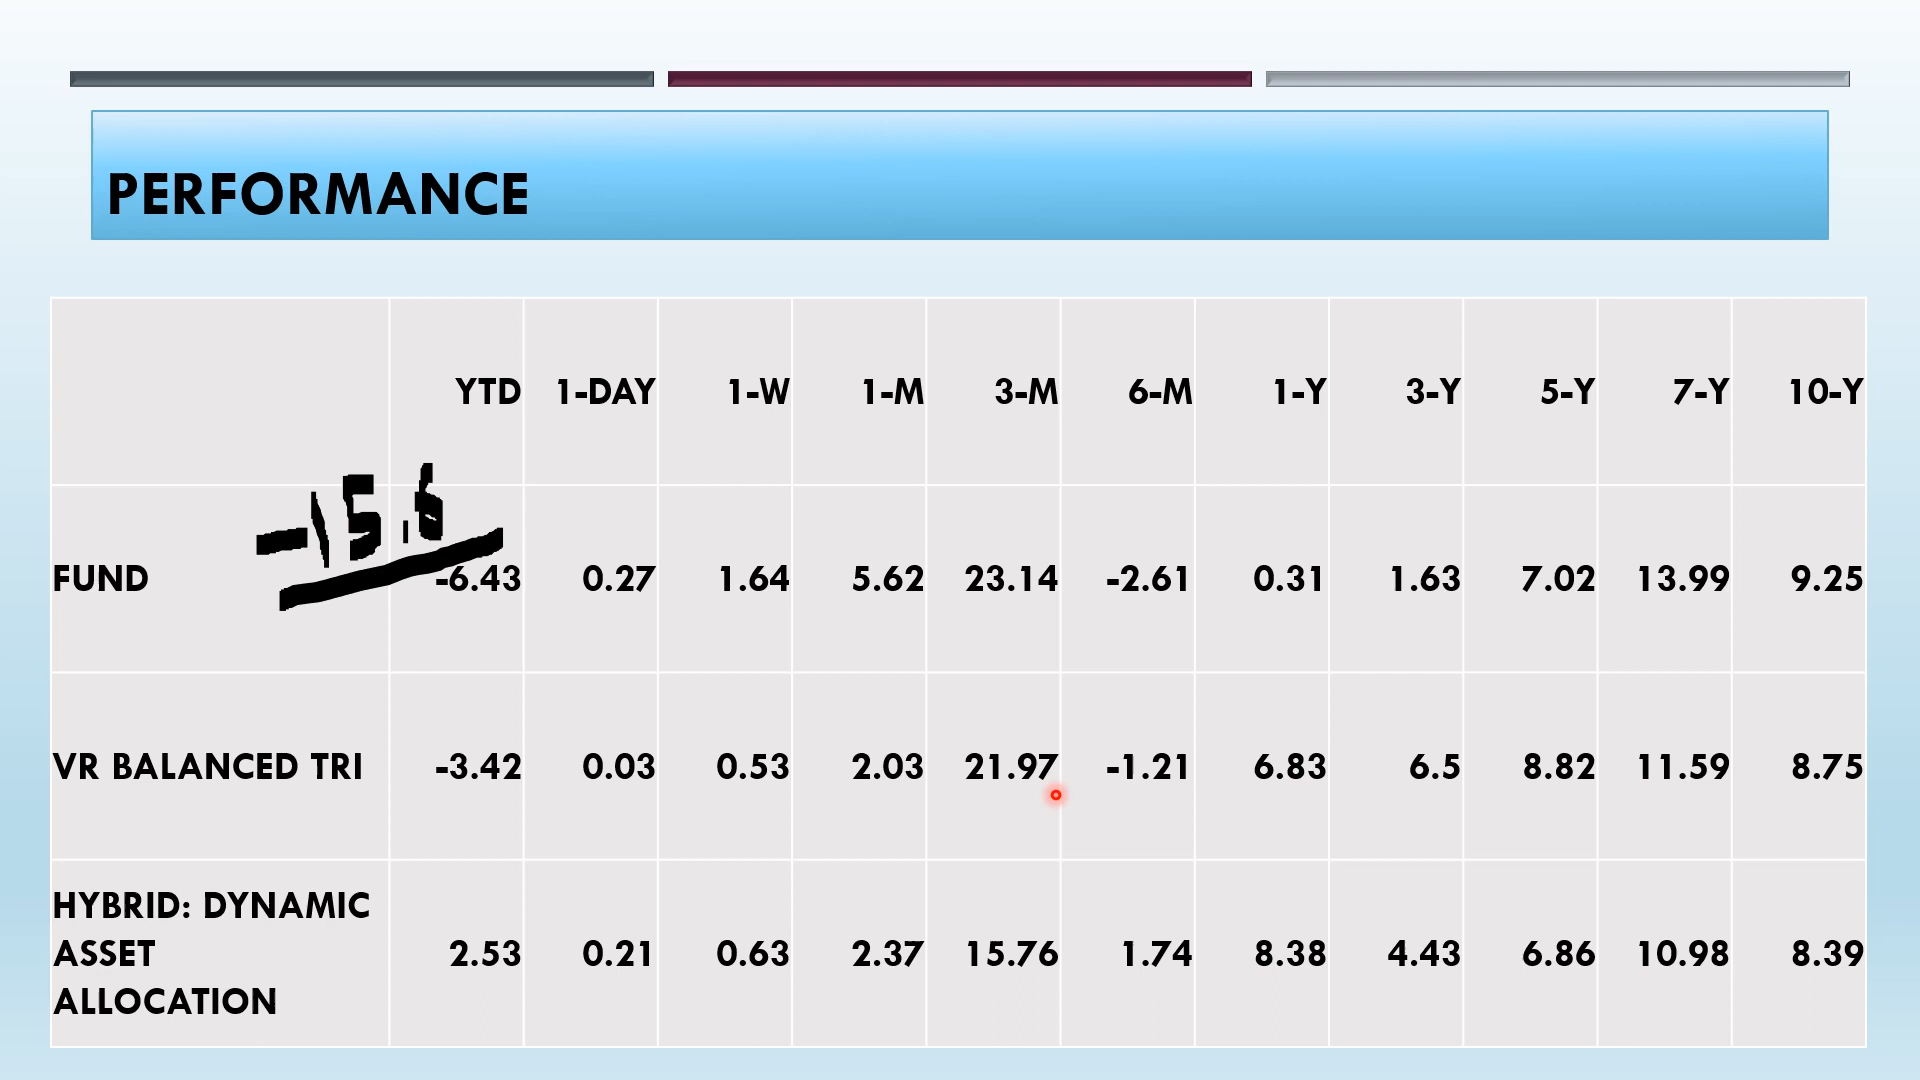 PERFORMANCE
YTD 1-DAY 1-W 1-M 3-M 6-M 1-Y 3-Y 5-Y 7-Y 10-Y
-15.6
FUND -6.43 0.27 1.64 5.62 23.14 -2.61 0.31 1.63 7.02 13.99 9.25
VR BALANCED TRI -3.42 0.03 0.53 2.03 21.97 -1.21 6.83 6.5 8.82 11.59 8.75
HYBRID: DYNAMIC
ASSET 2.53 0.21 0.63 2.37 15.76 1.74 8.38 4.43 6.86 10.98 8.39
ALLOCATION